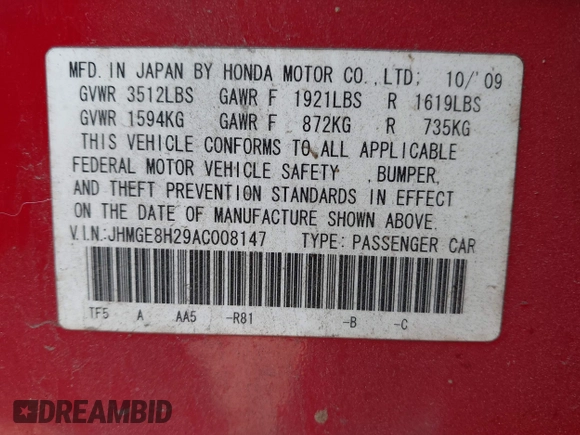 MFD. IN JAPAN BY HONDA MOTOR CO.,LTD: 10/'09
GVWR 3512LBS GAWR F 1921LBS R 1619LBS
GVWR 1594KG GAWR F 872KG R 735KG
THIS VEHICLE CONFORMS TO ALL APPLICABLE
FEDERAL MOTOR VEHICLE SAFETY ,BUMPER,
AND THEFT PREVENTION STANDARDS IN EFFECT
ON THE DATE OF MANUFACTURE SHOWN ABOVE.
V.I.N.:JHMGE8H29AC008147 TYPE: PASSENGER CAR
TF5 A AA5 -R81 -B -C
DREAMBID